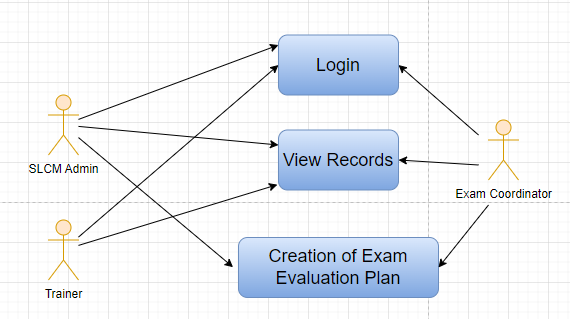 Login
SLCM Admin
View Records
Exam Coordinator
Creation of Exam
Evaluation Plan
Trainer